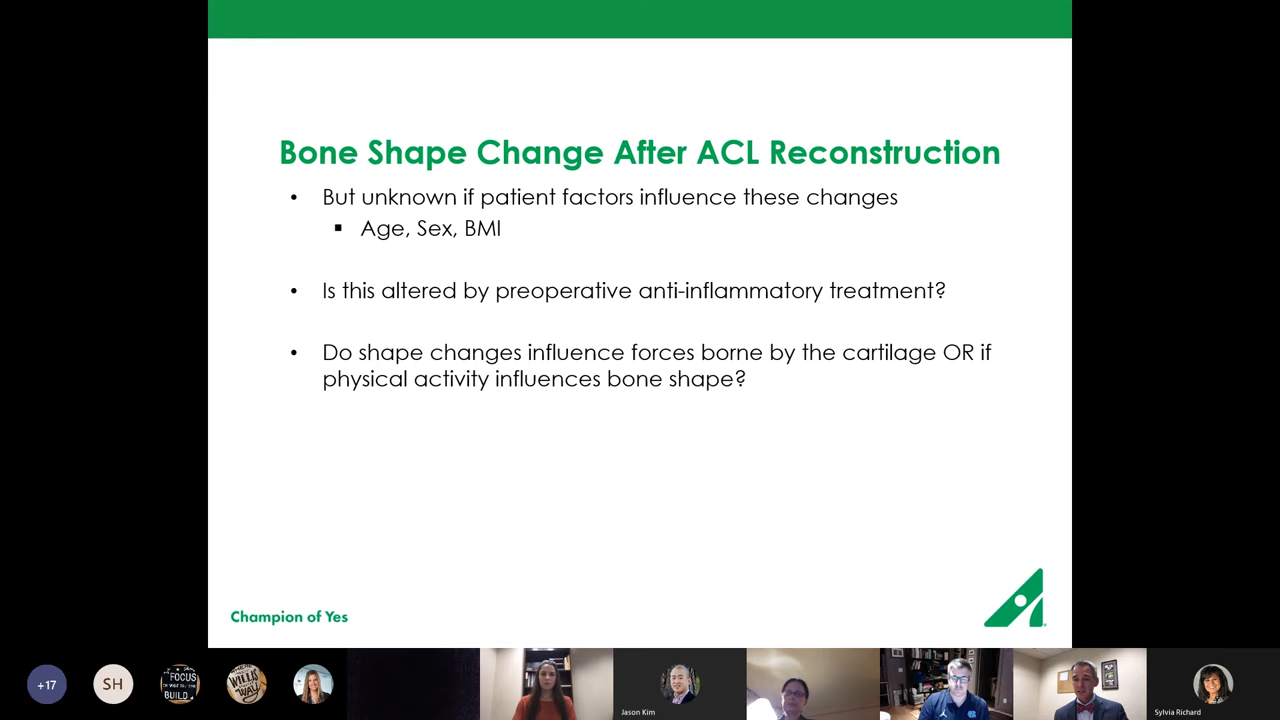 Bone Shape Change After ACL Reconstruction
• But unknown if patient factors influence these changes
▪ Age, Sex, BMI
• Is this altered by preoperative anti-inflammatory treatment?
• Do shape changes influence forces borne by the cartilage OR if
physical activity influences bone shape?
Champion of Yes
+17
SH
FOCUS
BUILD
WILLIS
WAY
Jason Kim
Sylvia Richard